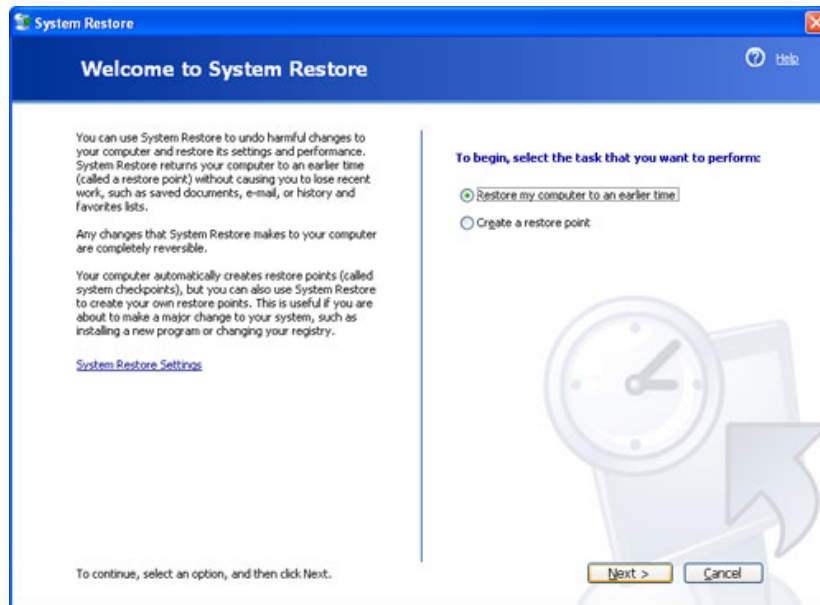 System Restore
Welcome to System Restore
Help
You can use System Restore to undo harmful changes to
your computer and restore its settings and performance.
System Restore returns your computer to an earlier time
(called a restore point) without causing you to lose recent
work, such as saved documents, e-mail, or history and
favorites lists.
Any changes that System Restore makes to your computer
are completely reversible.
Your computer automatically creates restore points (called
system checkpoints), but you can also use System Restore
to create your own restore points. This is useful if you are
about to make a major change to your system, such as
installing a new program or changing your registry.
System Restore Settings
To begin, select the task that you want to perform:
Restore my computer to an earlier time
Create a restore point
To continue, select an option, and then click Next.
Next >
Cancel